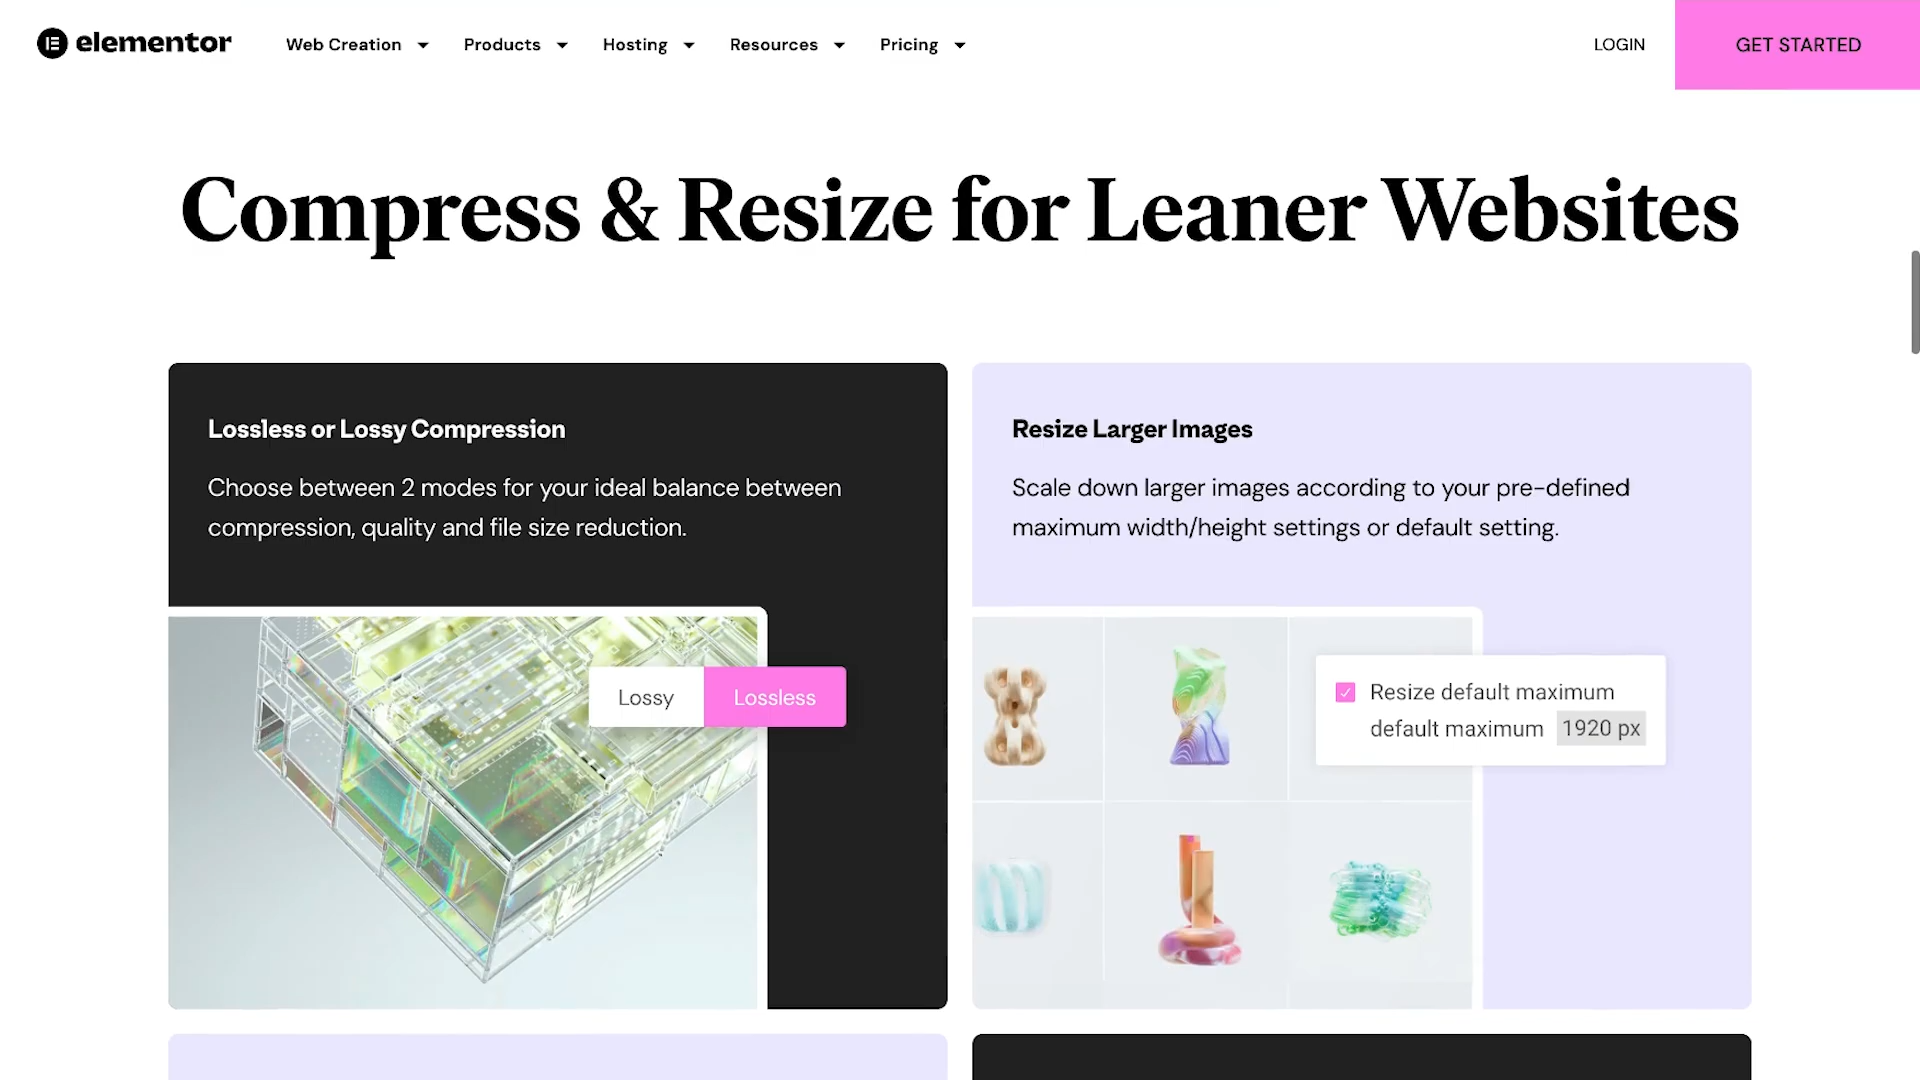 elementor
Web Creation
Products
Hosting
Resources
Pricing
LOGIN
GET STARTED
Compress & Resize for Leaner Websites
Lossless or Lossy Compression
Choose between 2 modes for your ideal balance between
compression, quality and file size reduction.
Lossy
Lossless
Resize Larger Images
Scale down larger images according to your pre-defined
maximum width/height settings or default setting.
Resize default maximum
default maximum 1920 px